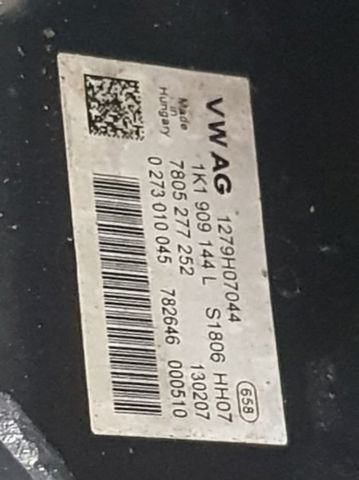 VW AG 1279H07044 658
1K1 909 144 L S1806 HH07
7805 277 252 130207
0 273 010 045 782646 000510
Made
in
Hungary